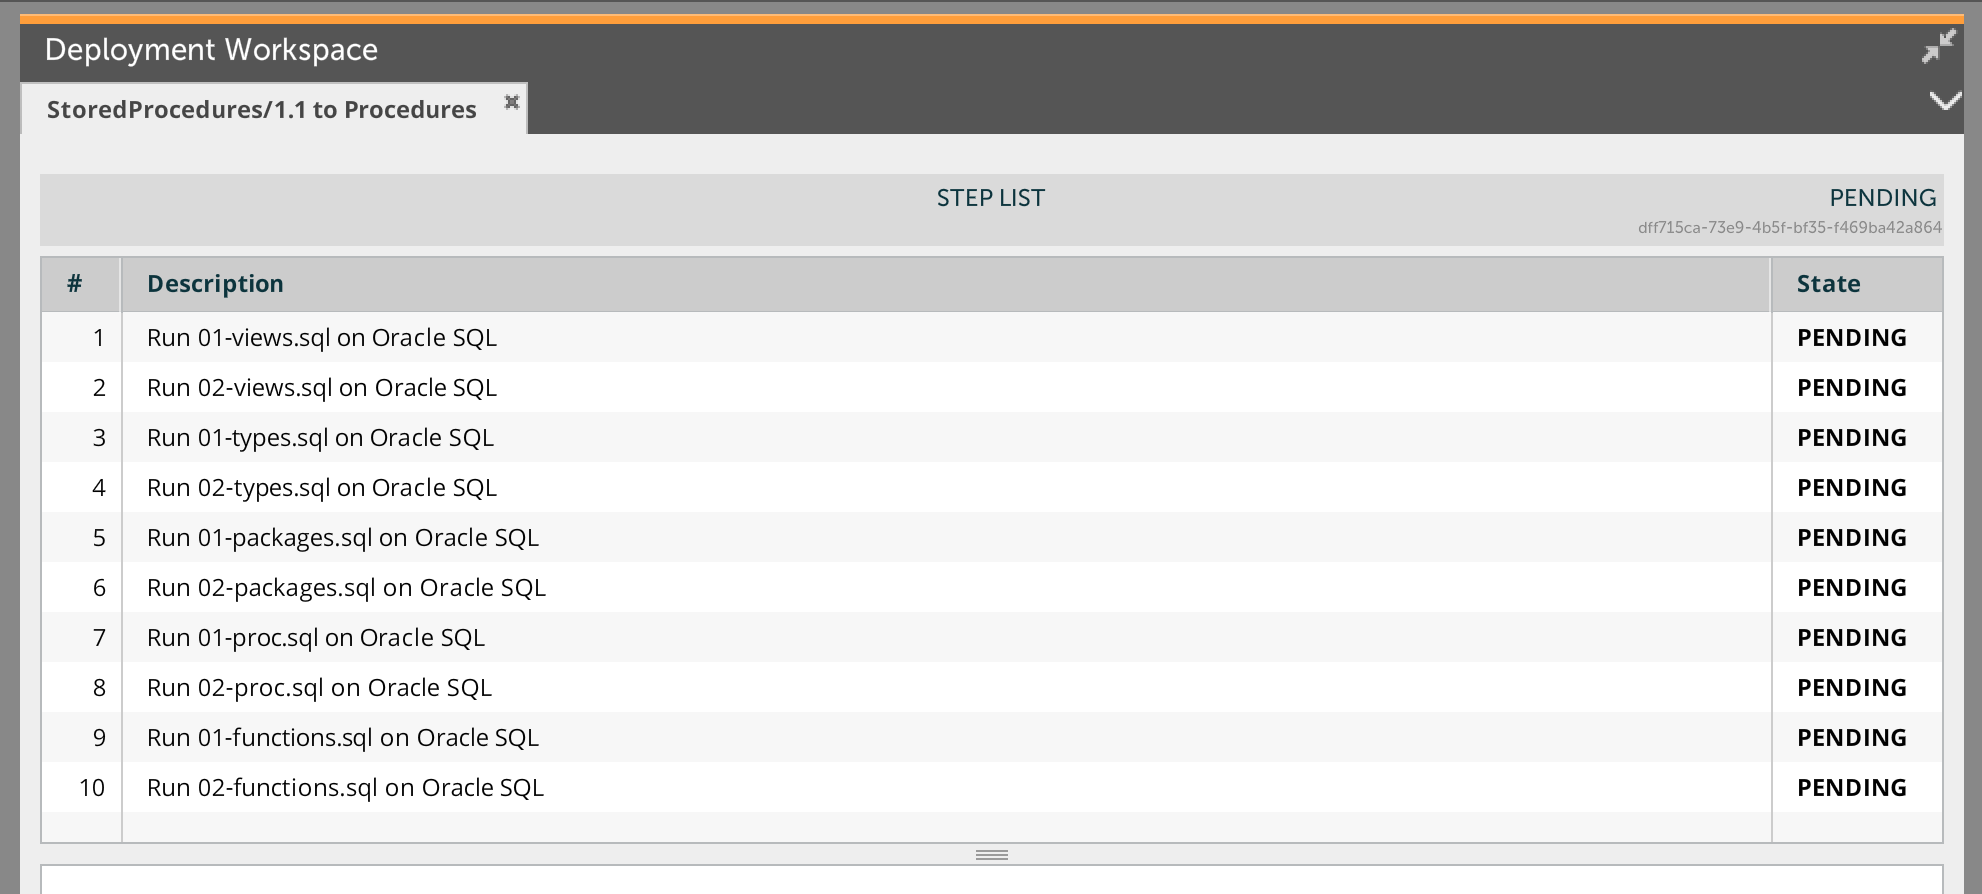 Deployment Workspace
StoredProcedures/1.1 to Procedures
STEP LIST PENDING
dff715ca-73e9-4b5f-bf35-f469ba42a864
# Description State
1 Run 01-views.sql on Oracle SQL PENDING
2 Run 02-views.sql on Oracle SQL PENDING
3 Run 01-types.sql on Oracle SQL PENDING
4 Run 02-types.sql on Oracle SQL PENDING
5 Run 01-packages.sql on Oracle SQL PENDING
6 Run 02-packages.sql on Oracle SQL PENDING
7 Run 01-proc.sql on Oracle SQL PENDING
8 Run 02-proc.sql on Oracle SQL PENDING
9 Run 01-functions.sql on Oracle SQL PENDING
10 Run 02-functions.sql on Oracle SQL PENDING